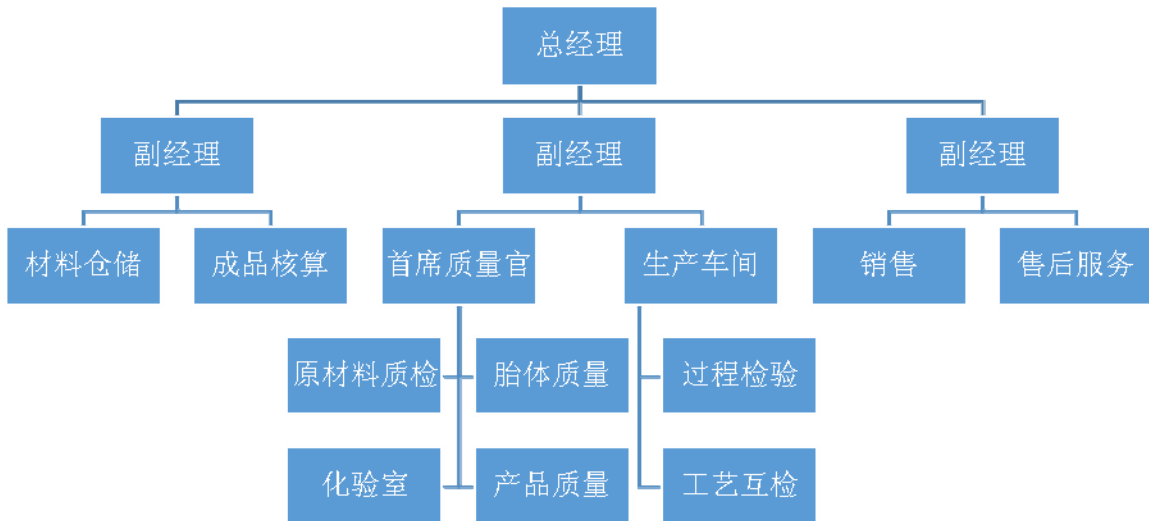 总经理
副经理
副经理
副经理
材料仓储
成品核算
首席质量官
生产车间
销售
售后服务
原材料质检
胎体质量
过程检验
化验室
产品质量
工艺互检